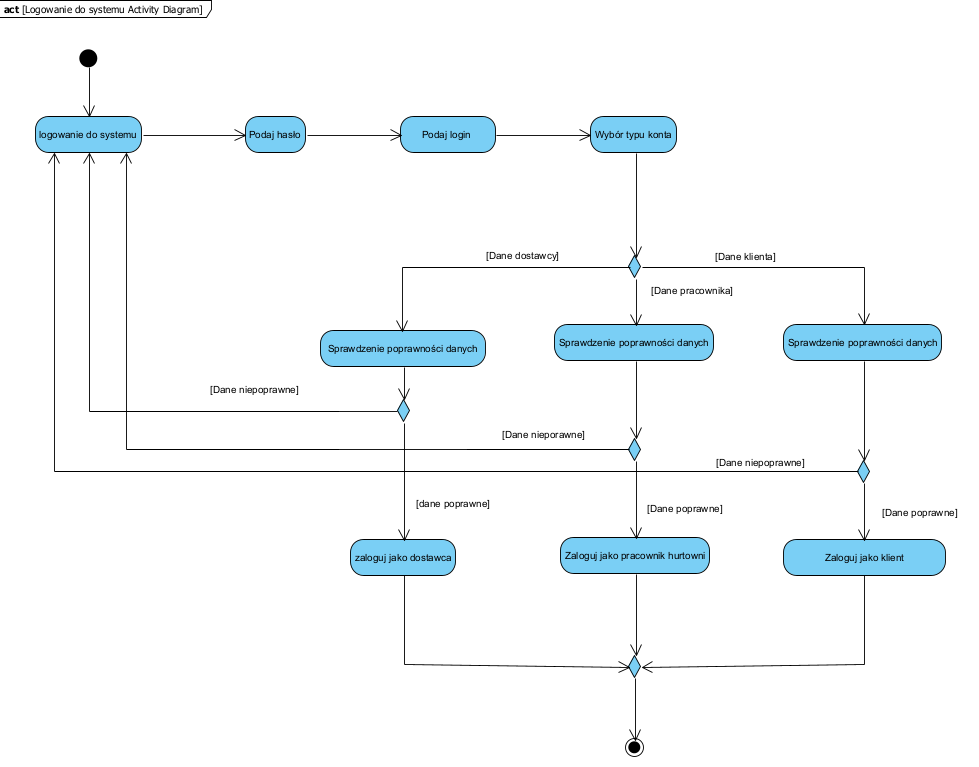 act [Logowanie do systemu Activity Diagram]
logowanie do systemu
Podaj hasło
Podaj login
Wybór typu konta
[Dane dostawcy]
[Dane klienta]
[Dane pracownika]
Sprawdzenie poprawności danych
Sprawdzenie poprawności danych
Sprawdzenie poprawności danych
[Dane niepoprawne]
[Dane nieporawne]
[Dane niepoprawne]
[dane poprawne]
[Dane poprawne]
[Dane poprawne]
zaloguj jako dostawca
Zaloguj jako pracownik hurtowni
Zaloguj jako klient